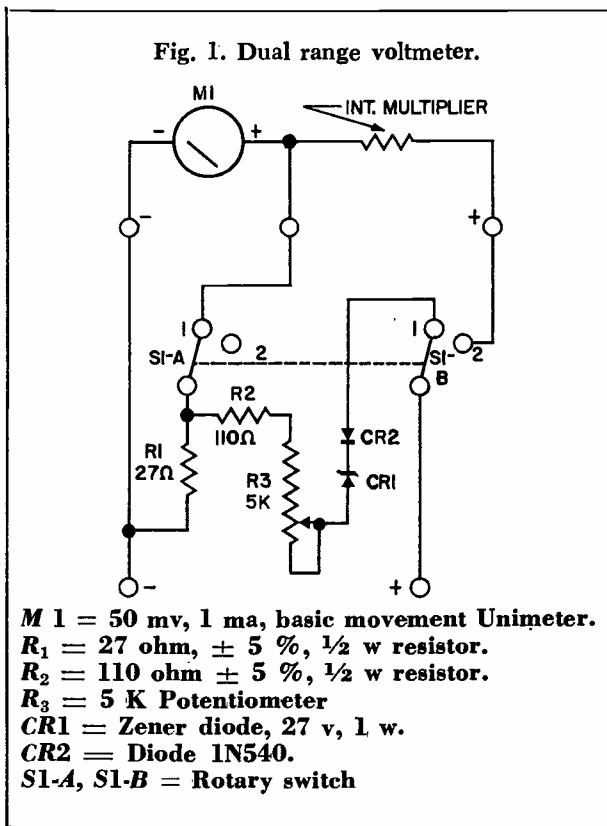 Fig. 1. Dual range voltmeter.
M1
INT. MULTIPLIER
- +
- +
1 2
S1-A
1 2
S1-B
R2
110Ω
R1
27Ω
R3
5K
CR2
CR1
- +
M 1 = 50 mv, 1 ma, basic movement Unimeter.
R₁ = 27 ohm, ± 5 %, ½ w resistor.
R₂ = 110 ohm ± 5 %, ½ w resistor.
R₃ = 5 K Potentiometer
CR1 = Zener diode, 27 v, 1 w.
CR2 = Diode 1N540.
S1-A, S1-B = Rotary switch